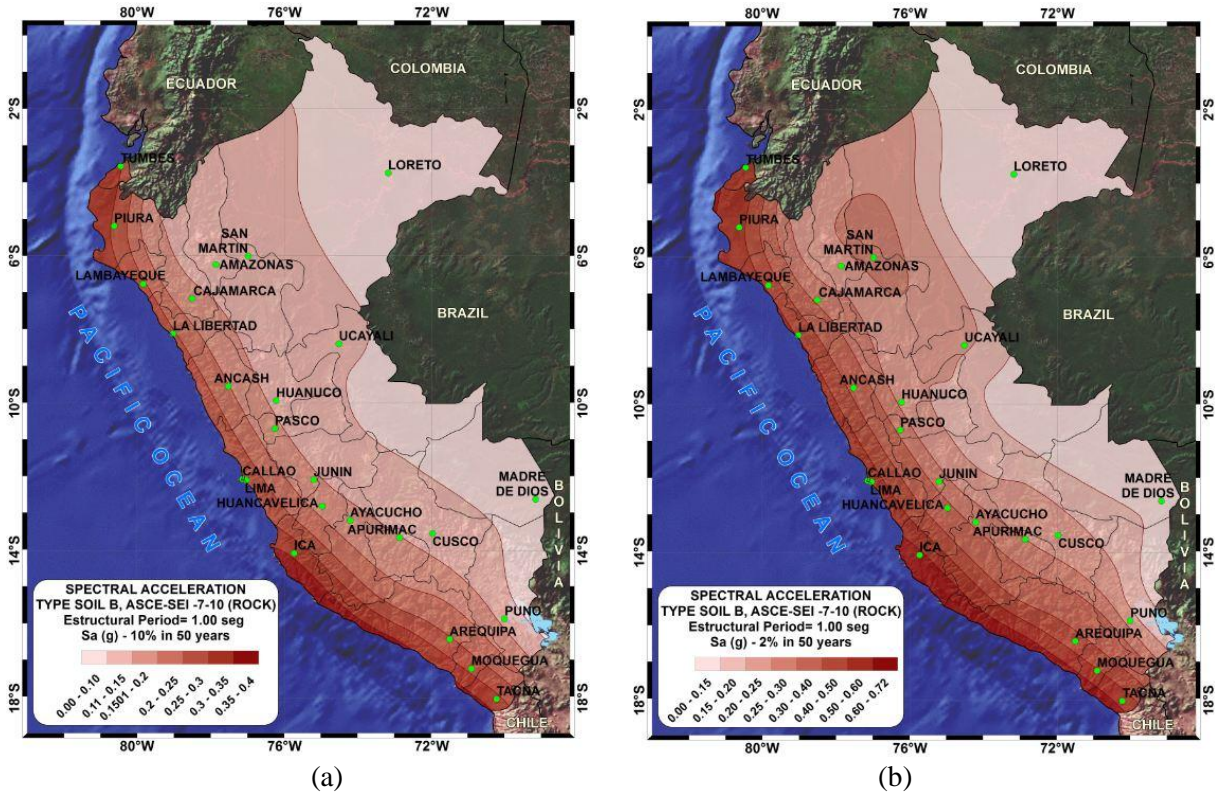 80°W 76°W 72°W
2°S
6°S
10°S
14°S
18°S
ECUADOR
COLOMBIA
TUMBES
LORETO
PIURA
SAN
MARTIN
AMAZONAS
LAMBAYEQUE
CAJAMARCA
BRAZIL
LA LIBERTAD
UCAYALI
ANCASH
HUANUCO
PASCO
PACIFIC OCEAN
CALLAO
LIMA
JUNIN
HUANCAVELICA
MADRE
DE DIOS
BOLIVIA
AYACUCHO
APURIMAC
CUSCO
ICA
PUNO
AREQUIPA
MOQUEGUA
TACNA
CHILE
SPECTRAL ACCELERATION
TYPE SOIL B, ASCE-SEI -7-10 (ROCK)
Estructural Period= 1.00 seg
Sa (g) - 10% in 50 years
0.00 - 0.10
0.11 - 0.15
0.1501 - 0.2
0.2 - 0.25
0.25 - 0.3
0.3 - 0.35
0.35 - 0.4
80°W 76°W 72°W
(a)
80°W 76°W 72°W
2°S
6°S
10°S
14°S
18°S
ECUADOR
COLOMBIA
TUMBES
LORETO
PIURA
SAN
MARTIN
AMAZONAS
LAMBAYEQUE
CAJAMARCA
BRAZIL
LA LIBERTAD
UCAYALI
ANCASH
HUANUCO
PASCO
PACIFIC OCEAN
CALLAO
LIMA
JUNIN
HUANCAVELICA
MADRE
DE DIOS
BOLIVIA
AYACUCHO
APURIMAC
CUSCO
ICA
PUNO
AREQUIPA
MOQUEGUA
TACNA
CHILE
SPECTRAL ACCELERATION
TYPE SOIL B, ASCE-SEI -7-10 (ROCK)
Estructural Period= 1.00 seg
Sa (g) - 2% in 50 years
0.00 - 0.15
0.15 - 0.20
0.20 - 0.25
0.25 - 0.30
0.30 - 0.40
0.40 - 0.50
0.50 - 0.60
0.60 - 0.72
80°W 76°W 72°W
(b)